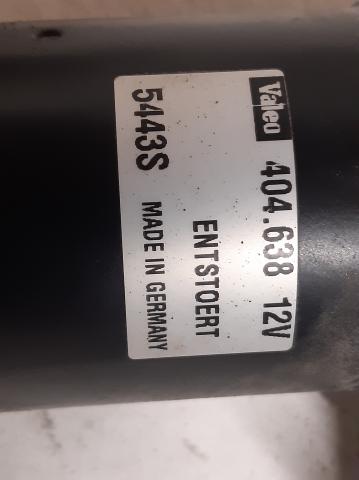 Valeo 404.638 12V
ENTSTOERT
5443S MADE IN GERMANY